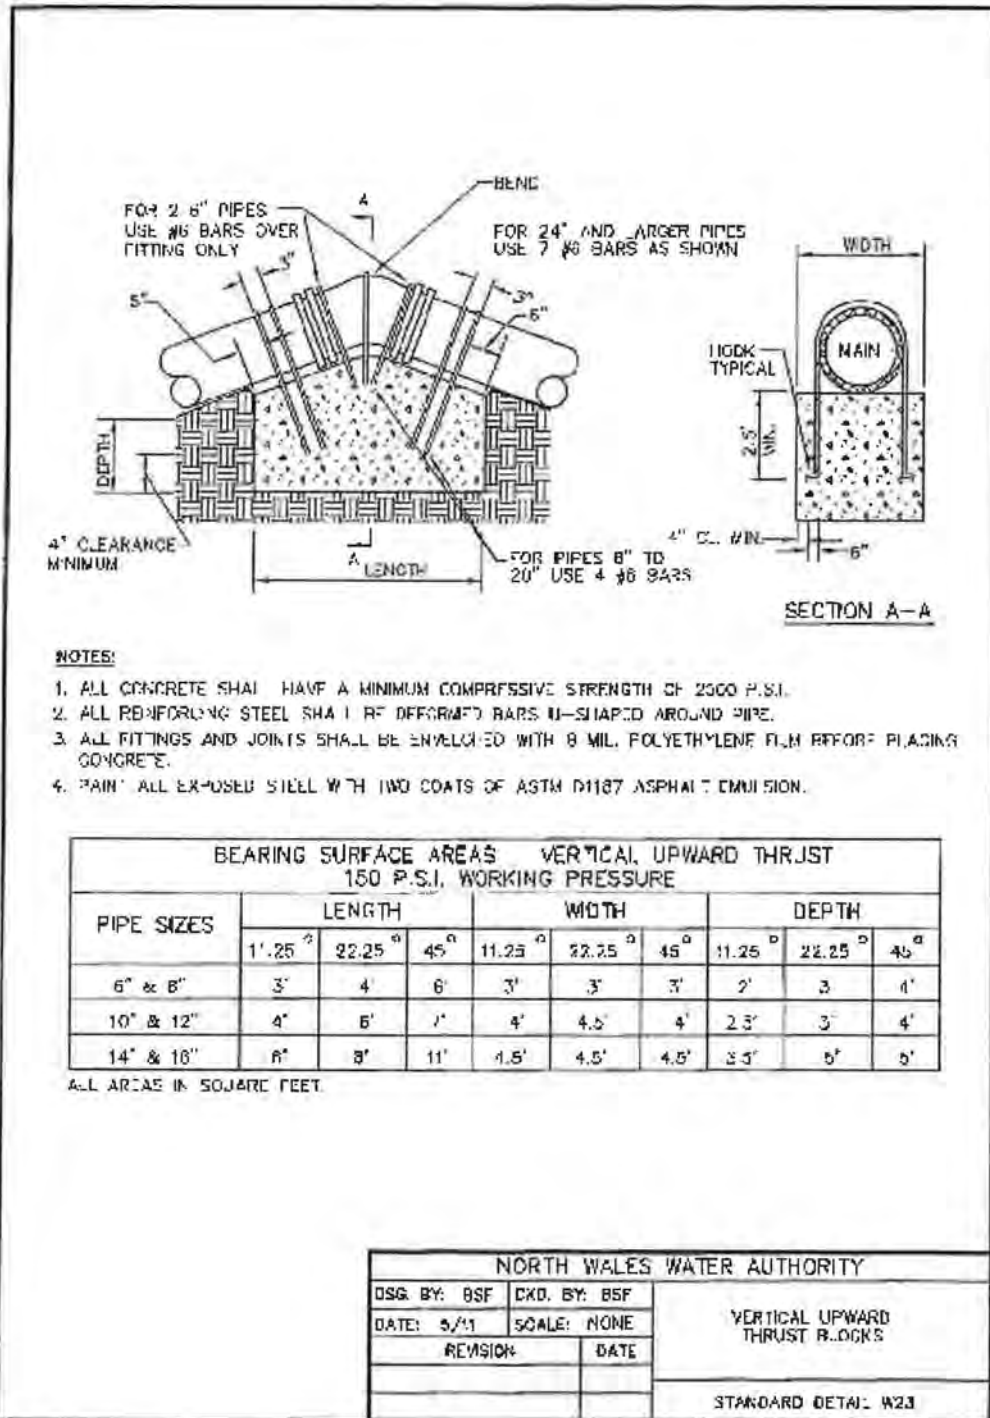 BEND
A
FOR 2 6" PIPES
USE #6 BARS OVER
FITTING ONLY
FOR 24" AND LARGER PIPES
USE 7 #6 BARS AS SHOWN
WIDTH
3"
3"
6"
HOOK
TYPICAL
MAIN
2.5'
MIN.
DEPTH
4" CLEARANCE
MINIMUM
A
LENGTH
FOR PIPES 8" TO
20" USE 4 #6 BARS
4" CL. MIN.
6"
SECTION A-A
NOTES:
1. ALL CONCRETE SHALL HAVE A MINIMUM COMPRESSIVE STRENGTH OF P.S.I.
2. ALL REINFORCING STEEL SHALL BE DEFORMED BARS U-SHAPED AROUND PIPE.
3. ALL FITTINGS AND JOINTS SHALL BE ENVELOPED WITH 8 MIL. POLYETHYLENE FILM BEFORE PLACING
CONCRETE.
4. PAINT ALL EXPOSED STEEL WITH TWO COATS OF ASTM D1187 ASPHALT EMULSION.
BEARING SURFACE AREAS VERTICAL UPWARD THRUST
150 P.S.I. WORKING PRESSURE
PIPE SIZES LENGTH WIDTH DEPTH
11.25° 22.25° 45° 11.25° 22.25° 45° 11.25° 22.25° 45°
6" & 8" 3' 4' 6' 3' 3' 3' 2' 3 4'
10" & 12" 4" 6' 7' 4' 4.5' 4' 2.5' 3' 4'
14" & 16" 6" 8' 11' 4.5' 4.5' 4.5' 5' 5'
ALL AREAS IN SQUARE FEET.
NORTH WALES WATER AUTHORITY
DSG. BY: BSF CKD. BY: BSF
DATE: 5/11 SCALE: NONE
VERTICAL UPWARD
THRUST BLOCKS
REVISION DATE
STANDARD DETAIL W23